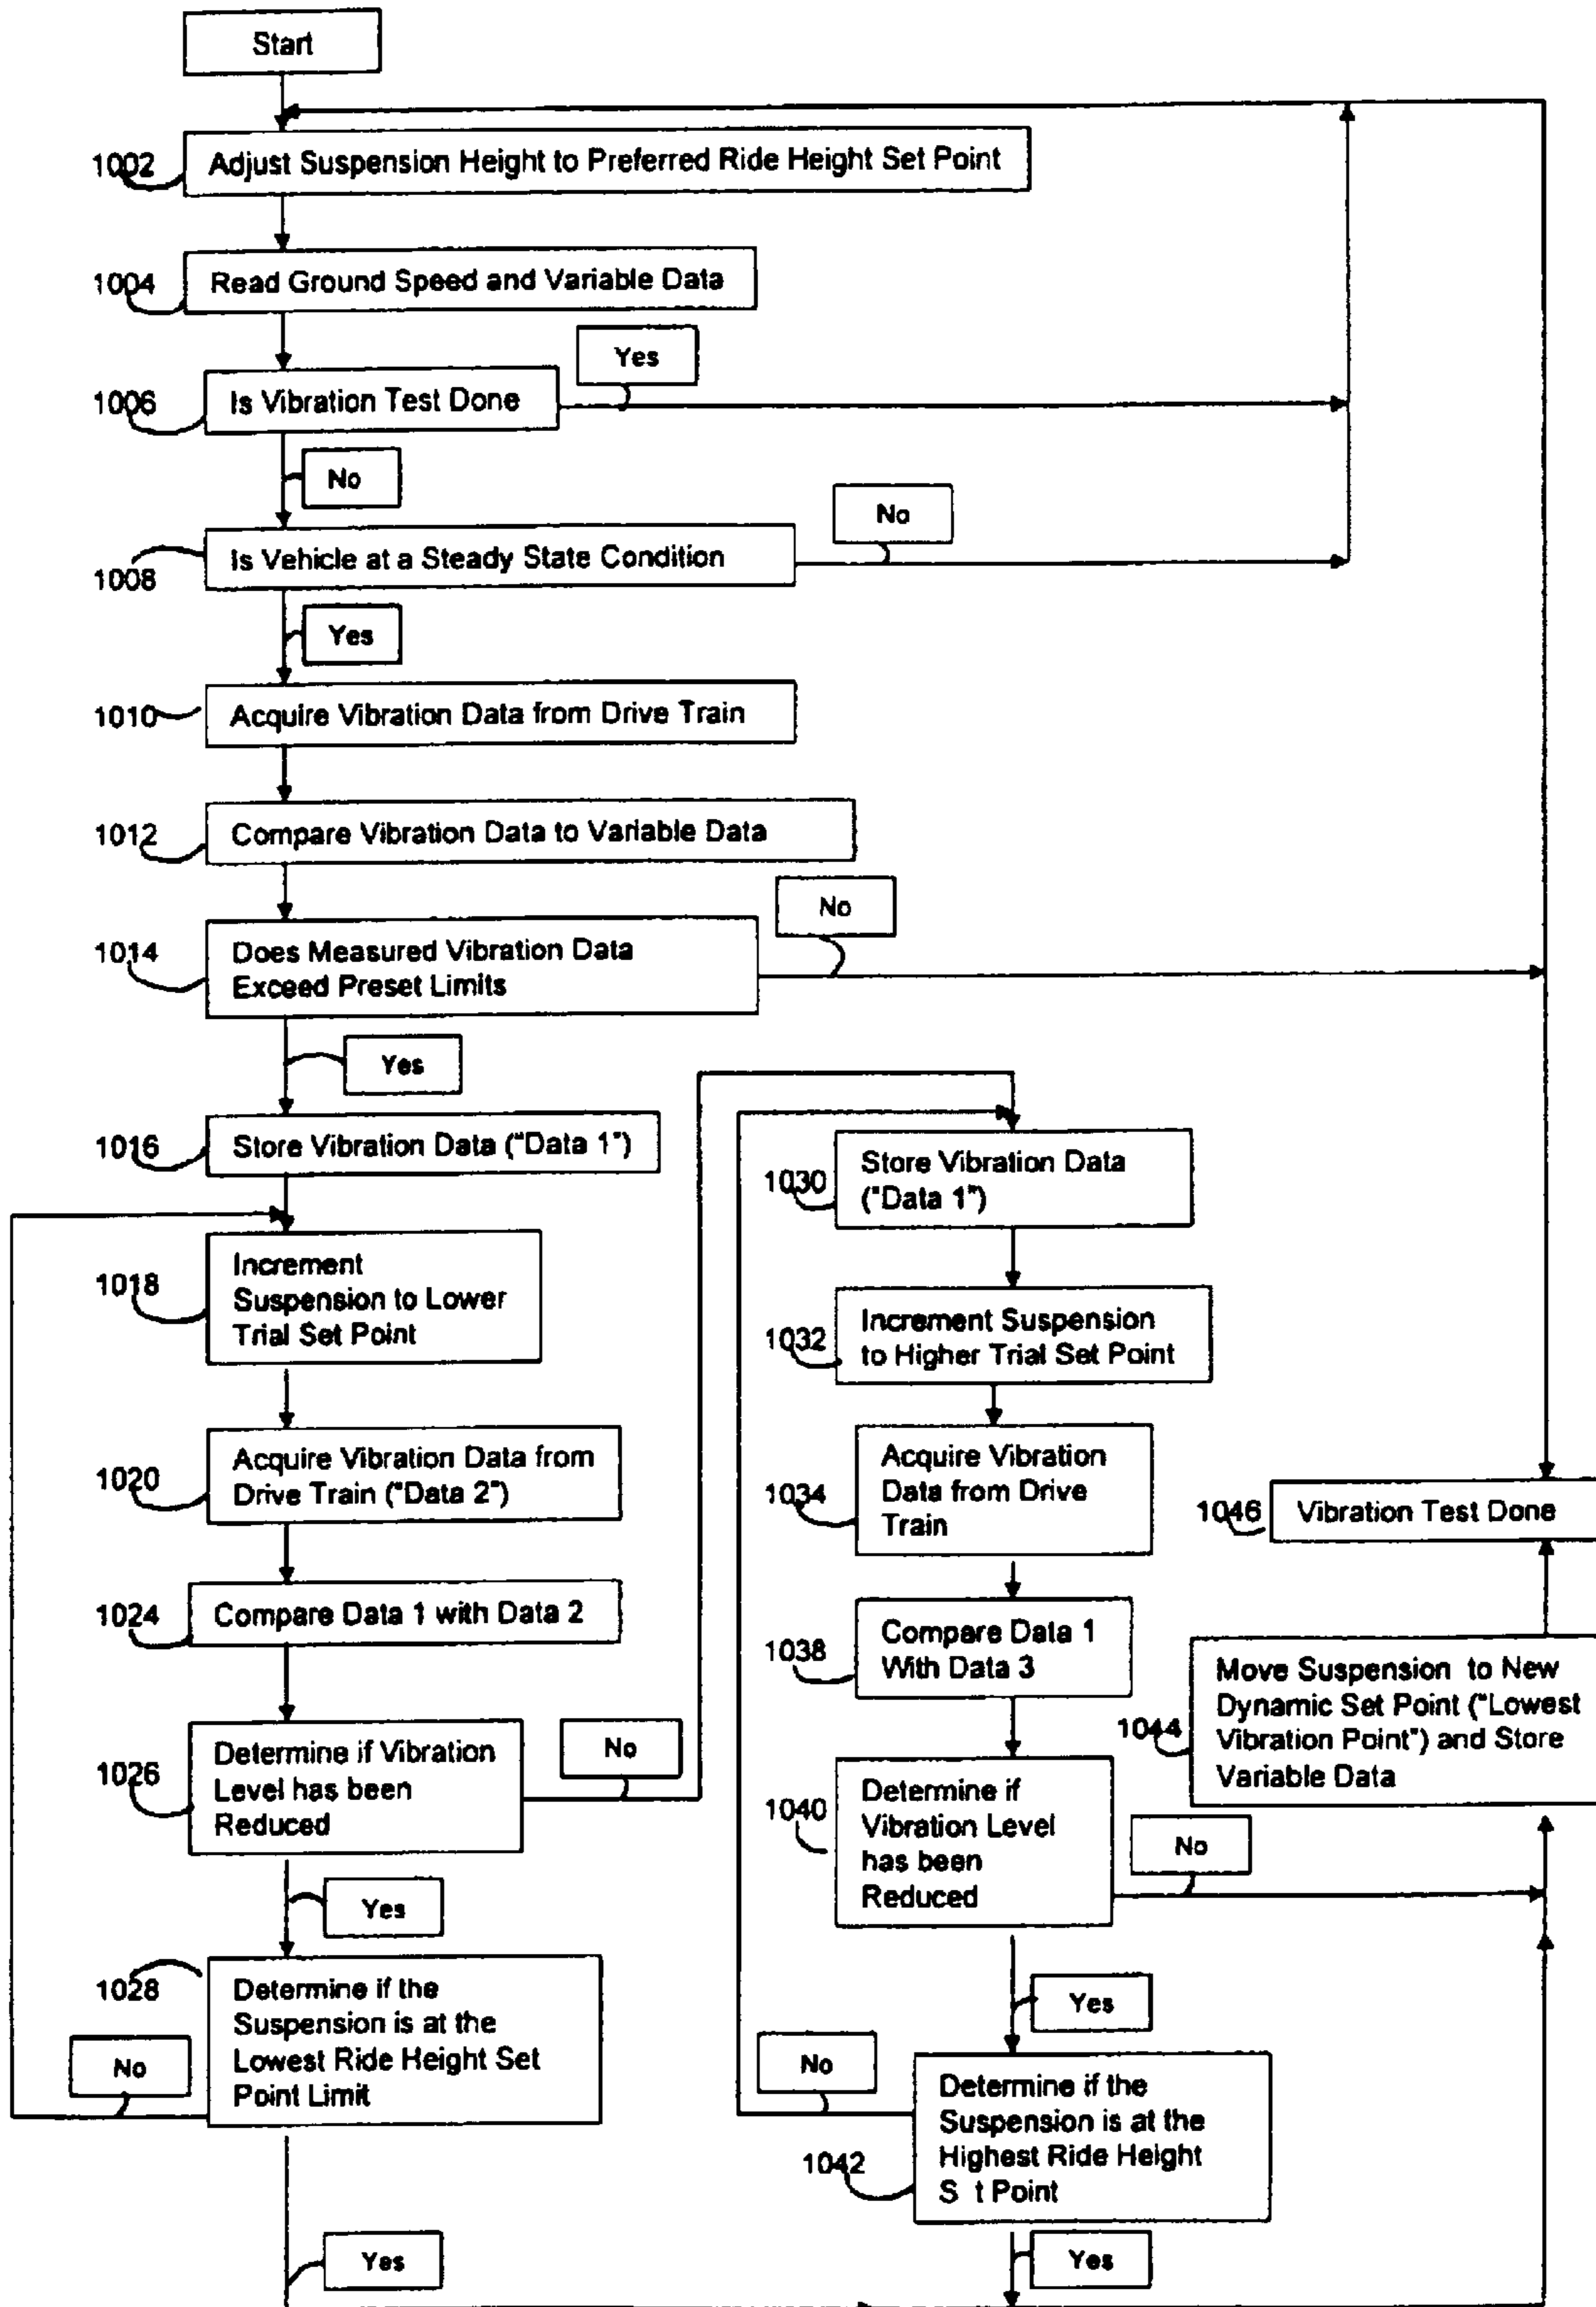 Start
1002
Adjust Suspension Height to Preferred Ride Height Set Point
1004
Read Ground Speed and Variable Data
Yes
1006
Is Vibration Test Done
No
No
1008
Is Vehicle at a Steady State Condition
Yes
1010
Acquire Vibration Data from Drive Train
1012
Compare Vibration Data to Variable Data
No
1014
Does Measured Vibration Data
Exceed Preset Limits
Yes
1016
Store Vibration Data ("Data 1")
1018
Increment
Suspension to Lower
Trial Set Point
1020
Acquire Vibration Data from
Drive Train ("Data 2")
1024
Compare Data 1 with Data 2
1026
Determine if Vibration
Level has been
Reduced
No
Yes
1028
Determine if the
Suspension is at the
Lowest Ride Height Set
Point Limit
No
Yes
1030
Store Vibration Data
("Data 1")
1032
Increment Suspension
to Higher Trial Set Point
1034
Acquire Vibration
Data from Drive
Train
1038
Compare Data 1
With Data 3
1040
Determine if
Vibration Level
has been
Reduced
No
Yes
No
1042
Determine if the
Suspension is at the
Highest Ride Height
S t Point
Yes
1046
Vibration Test Done
1044
Move Suspension to New
Dynamic Set Point ("Lowest
Vibration Point") and Store
Variable Data